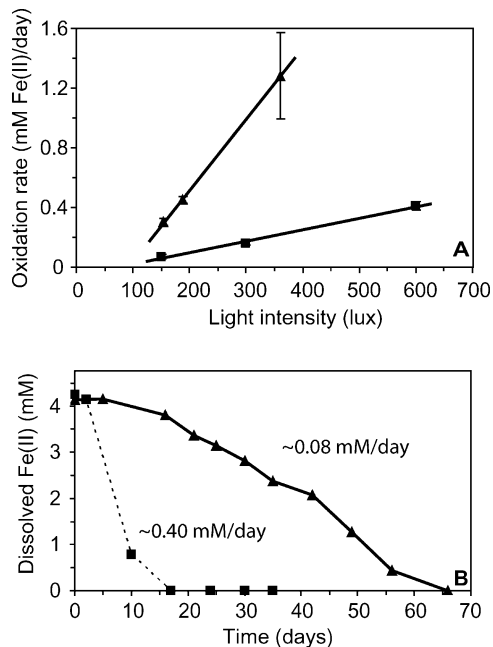 1.6
1.2
0.8
0.4
0
Oxidation rate (mM Fe(II)/day)
A
0 100 200 300 400 500 600 700
Light intensity (lux)
4
3
2
1
0
Dissolved Fe(II) (mM)
~0.08 mM/day
~0.40 mM/day
B
0 10 20 30 40 50 60 70
Time (days)